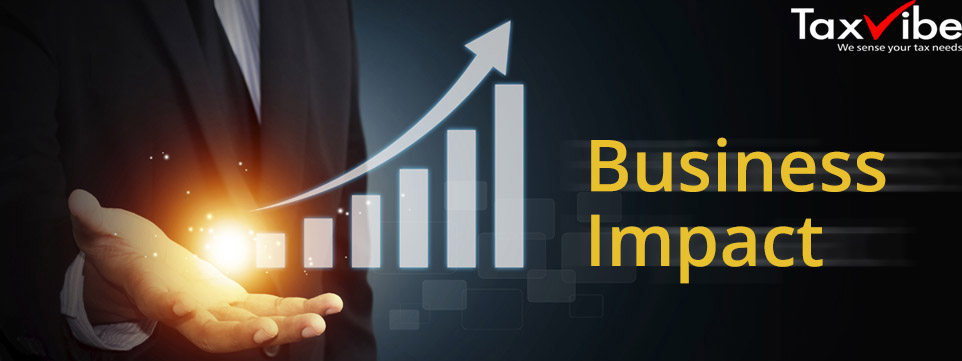 TaxVibe
We sense your tax needs
Business
Impact